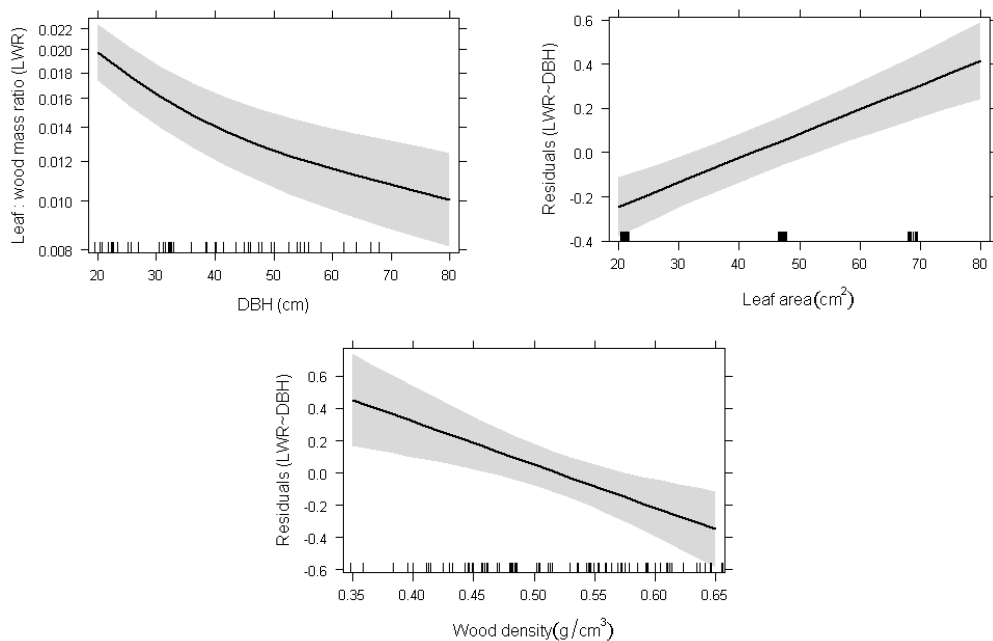 Leaf : wood mass ratio (LWR)
0.022
0.020
0.018
0.016
0.014
0.012
0.010
0.008
20 30 40 50 60 70 80
DBH (cm)
Residuals (LWR~DBH)
0.6
0.4
0.2
0.0
-0.2
-0.4
20 30 40 50 60 70 80
Leaf area(cm²)
Residuals (LWR~DBH)
0.6
0.4
0.2
0.0
-0.2
-0.4
-0.6
0.35 0.40 0.45 0.50 0.55 0.60 0.65
Wood density(g/cm³)